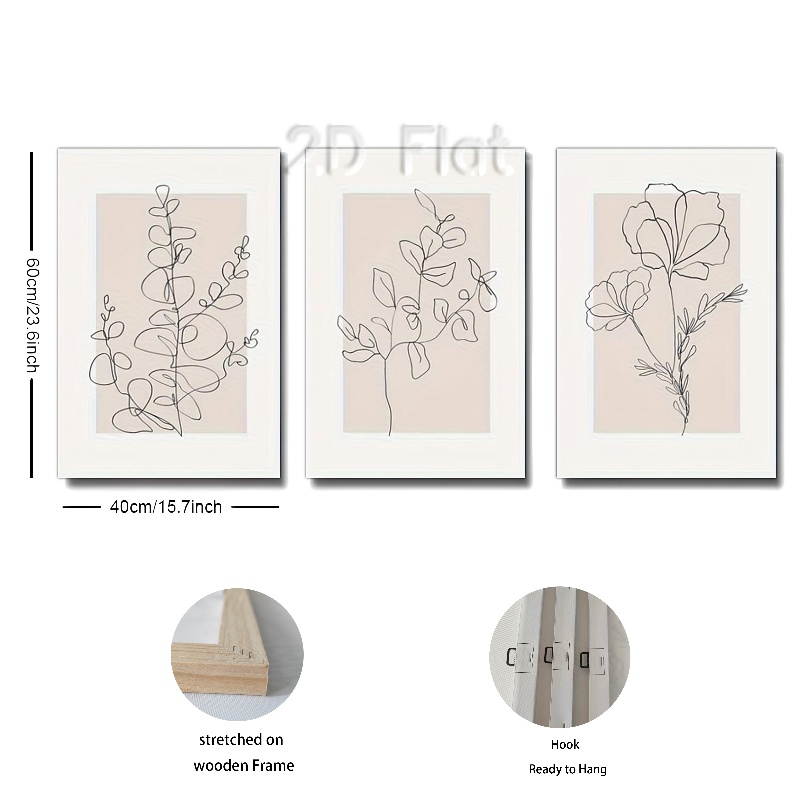 2D Flat
60cm/23.6inch
40cm/15.7inch
stretched on
wooden Frame
Hook
Ready to Hang